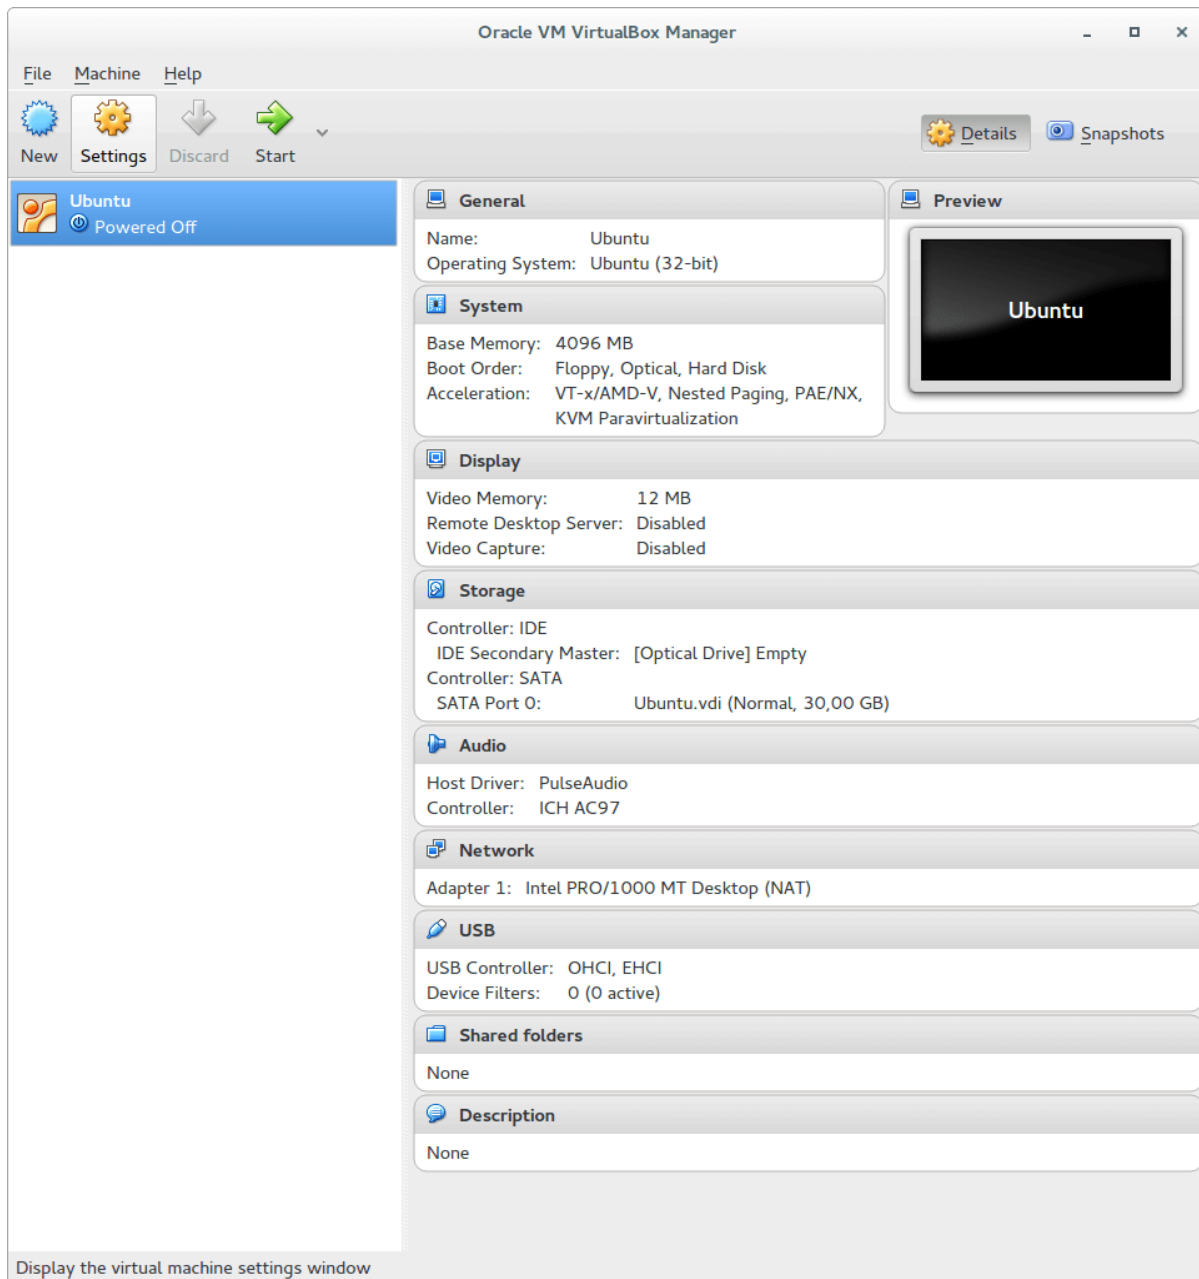 Oracle VM VirtualBox Manager
File Machine Help
New Settings Discard Start
Details Snapshots
Ubuntu
Powered Off
General
Name: Ubuntu
Operating System: Ubuntu (32-bit)
Preview
Ubuntu
System
Base Memory: 4096 MB
Boot Order: Floppy, Optical, Hard Disk
Acceleration: VT-x/AMD-V, Nested Paging, PAE/NX,
KVM Paravirtualization
Display
Video Memory: 12 MB
Remote Desktop Server: Disabled
Video Capture: Disabled
Storage
Controller: IDE
IDE Secondary Master: [Optical Drive] Empty
Controller: SATA
SATA Port 0: Ubuntu.vdi (Normal, 30,00 GB)
Audio
Host Driver: PulseAudio
Controller: ICH AC97
Network
Adapter 1: Intel PRO/1000 MT Desktop (NAT)
USB
USB Controller: OHCI, EHCI
Device Filters: 0 (0 active)
Shared folders
None
Description
None
Display the virtual machine settings window